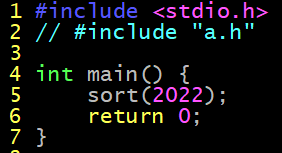 1 #include <stdio.h>
2 // #include "a.h"
3
4 int main() {
5     sort(2022);
6     return 0;
7 }